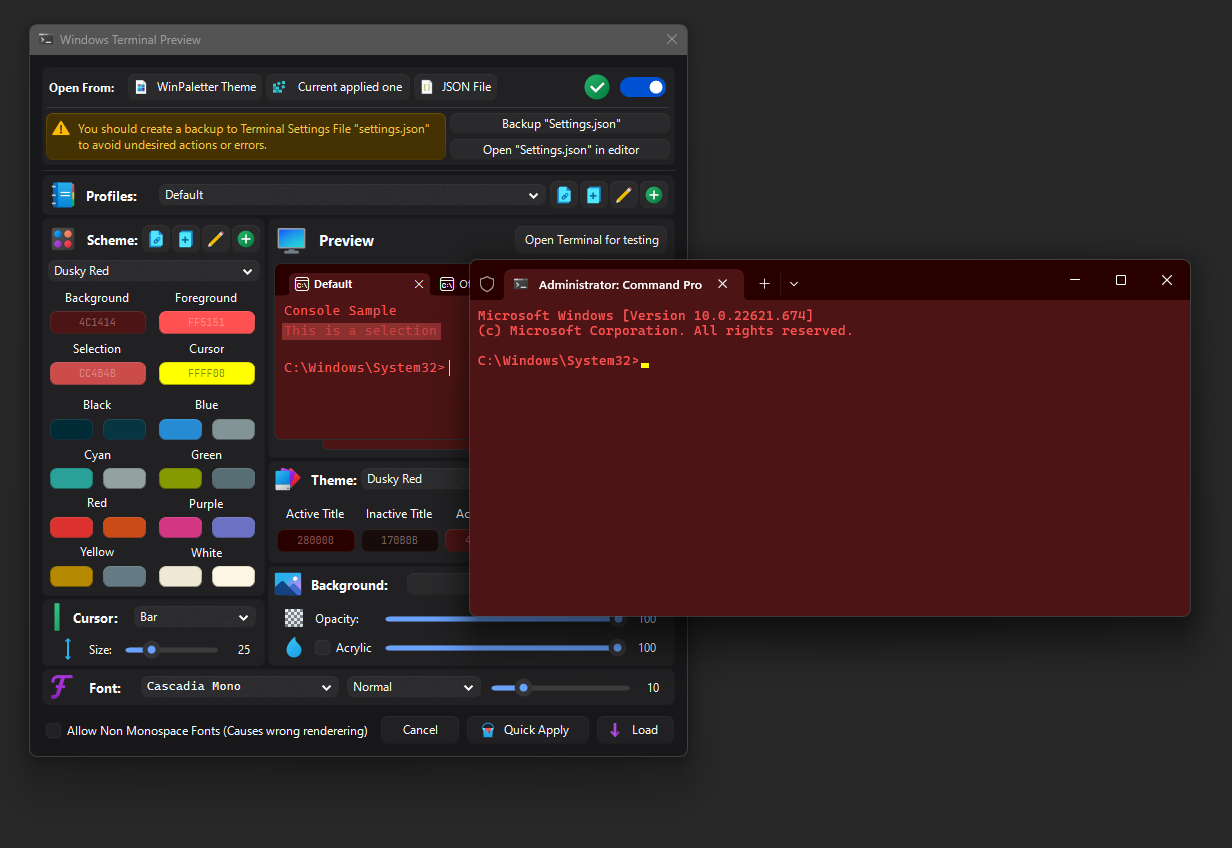 Windows Terminal Preview
Open From:
WinPaletter Theme
Current applied one
JSON File
You should create a backup to Terminal Settings File "settings.json"
to avoid undesired actions or errors.
Backup "Settings.json"
Open "Settings.json" in editor
Profiles:
Default
Scheme:
Dusky Red
Background
Foreground
4C1414
FF5151
Selection
Cursor
CC4B4B
FFFF00
Black
Blue
Cyan
Green
Red
Purple
Yellow
White
Cursor:
Bar
Size:
25
Preview
Open Terminal for testing
Default
Console Sample
This is a selection
C:\Windows\System32>
Theme:
Dusky Red
Active Title
Inactive Title
280000
170B0B
Background:
Opacity:
100
Acrylic
100
Font:
Cascadia Mono
Normal
10
Allow Non Monospace Fonts (Causes wrong renderering)
Cancel
Quick Apply
Load
Administrator: Command Pro
Microsoft Windows [Version 10.0.22621.674]
(c) Microsoft Corporation. All rights reserved.
C:\Windows\System32>